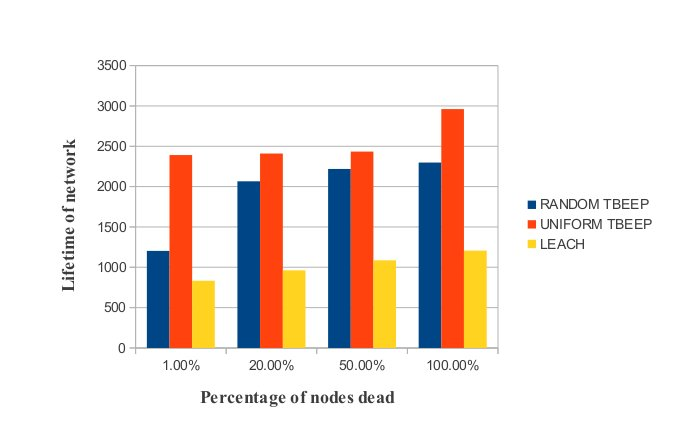 3500
3000
2500
2000
1500
1000
500
0
Lifetime of network
1.00%
20.00%
50.00%
100.00%
Percentage of nodes dead
RANDOM TBEEP
UNIFORM TBEEP
LEACH